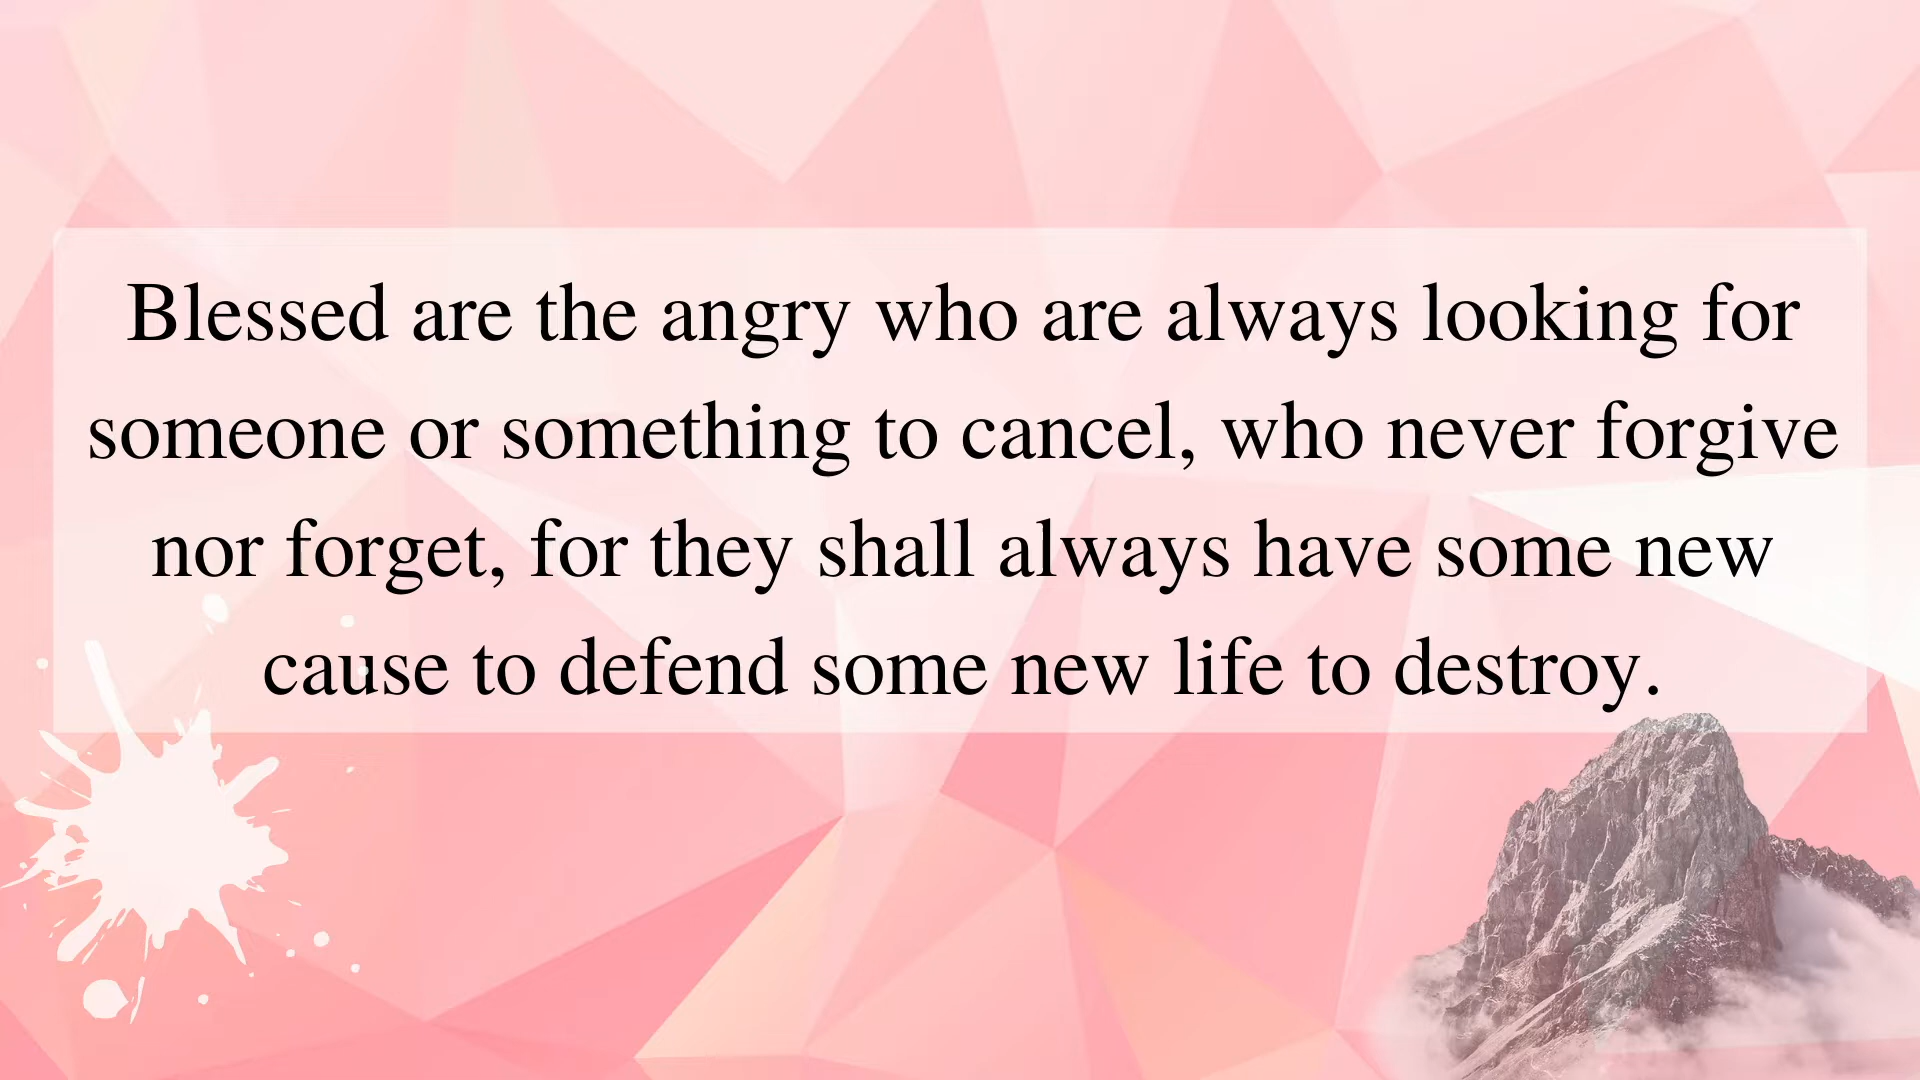 Blessed are the angry who are always looking for
someone or something to cancel, who never forgive
nor forget, for they shall always have some new
cause to defend some new life to destroy.